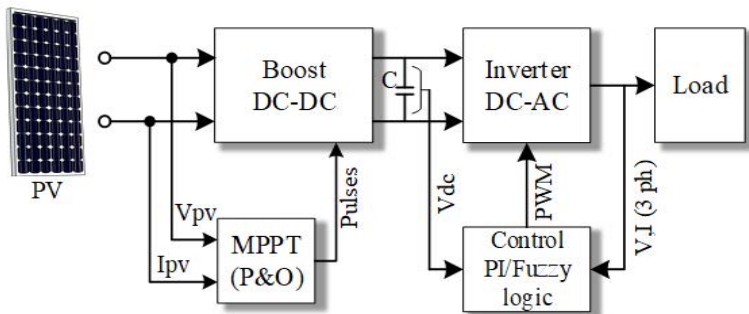 Boost
DC-DC
C
Inverter
DC-AC
Load
PV
Vpv
Ipv
MPPT
(P&O)
Pulses
Vdc
PWM
Control
PI/Fuzzy
logic
V,I (3 ph)